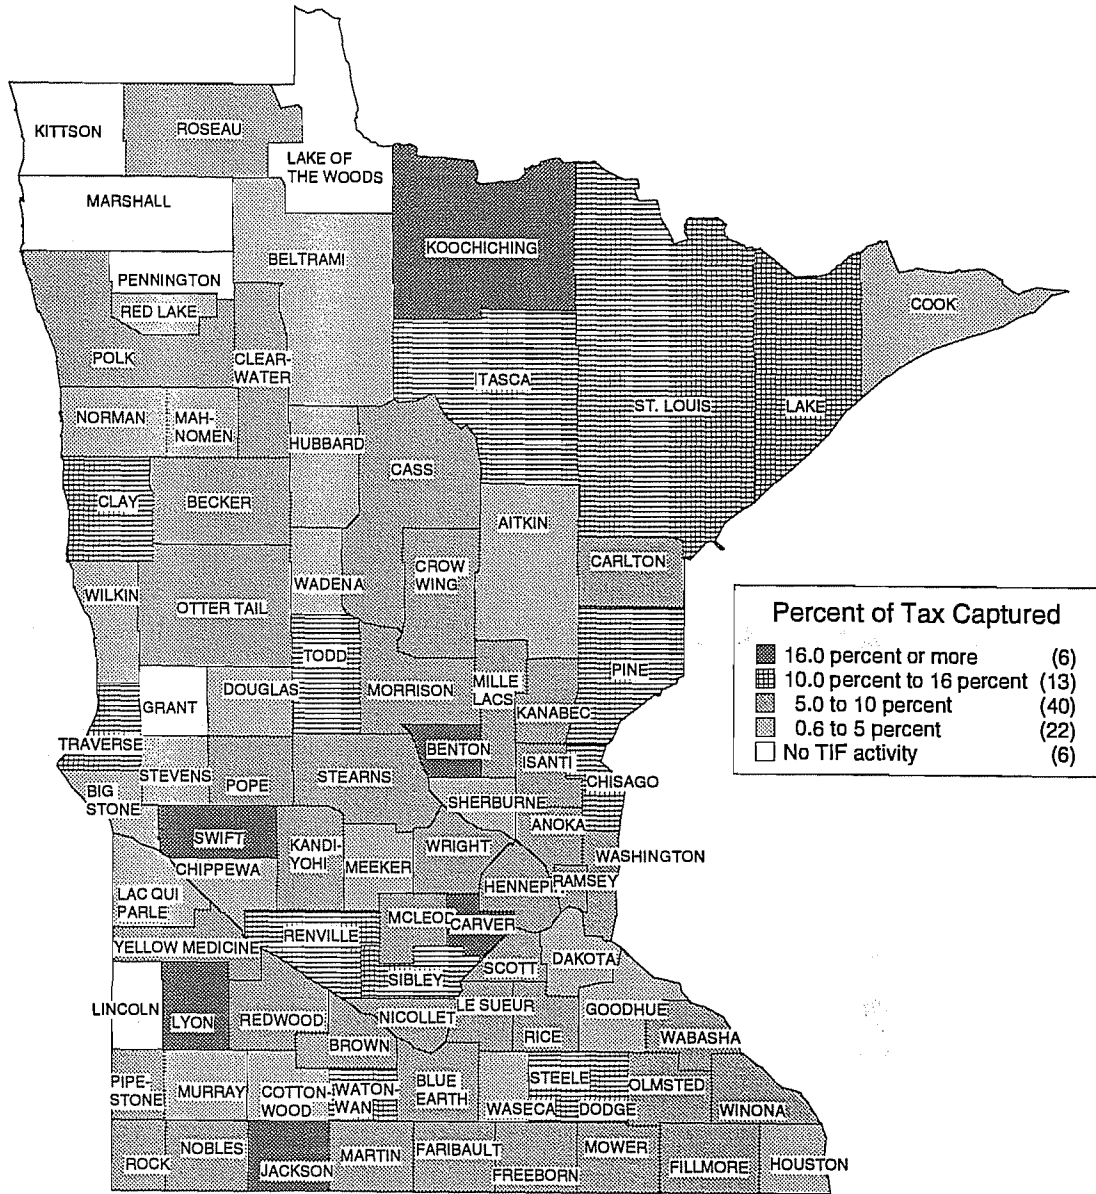 KITTSON
ROSEAU
LAKE OF
THE WOODS
MARSHALL
KOOCHICHING
BELTRAMI
PENNINGTON
RED LAKE
COOK
POLK
CLEAR-
WATER
ITASCA
ST. LOUIS
LAKE
NORMAN
MAH-
NOMEN
HUBBARD
CASS
CLAY
BECKER
AITKIN
CARLTON
CROW
WING
WADENA
WILKIN
OTTER TAIL
TODD
PINE
MILLE
LACS
MORRISON
DOUGLAS
GRANT
KANABEC
TRAVERSE
BENTON
ISANTI
STEVENS
POPE
STEARNS
CHISAGO
BIG
STONE
SHERBURNE
ANOKA
SWIFT
KANDI-
YOHI
WRIGHT
WASHINGTON
CHIPPEWA
MEEKER
HENNEPIN
RAMSEY
LAC QUI
PARLE
MCLEOD
CARVER
RENVILLE
YELLOW MEDICINE
DAKOTA
SCOTT
SIBLEY
LINCOLN
LYON
REDWOOD
NICOLLET
LE SUEUR
RICE
GOODHUE
WABASHA
BROWN
PIPE-
STONE
MURRAY
COTTON-
WOOD
WATON-
WAN
BLUE
EARTH
WASECA
STEELE
DODGE
OLMSTED
WINONA
ROCK
NOBLES
JACKSON
MARTIN
FARIBAULT
FREEBORN
MOWER
FILLMORE
HOUSTON
Percent of Tax Captured
16.0 percent or more (6)
10.0 percent to 16 percent (13)
5.0 to 10 percent (40)
0.6 to 5 percent (22)
No TIF activity (6)